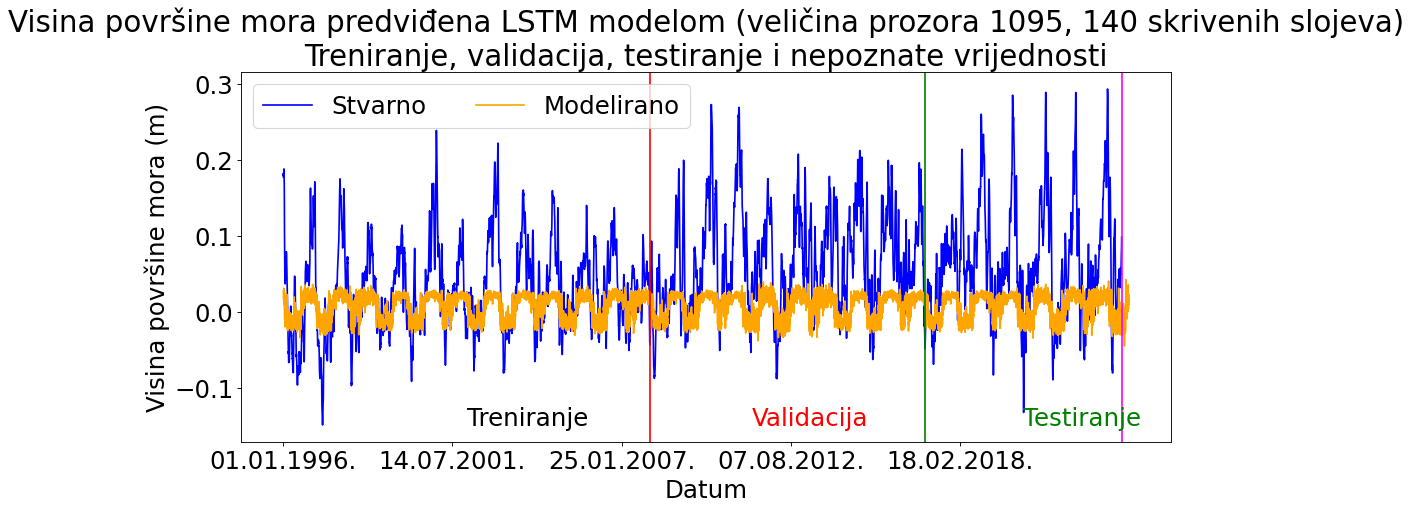 Visina površine mora predviđena LSTM modelom (veličina prozora 1095, 140 skrivenih slojeva)
Treniranje, validacija, testiranje i nepoznate vrijednosti
Stvarno Modelirano
Visina površine mora (m)
0.3
0.2
0.1
0.0
−0.1
Treniranje Validacija Testiranje
01.01.1996. 14.07.2001. 25.01.2007. 07.08.2012. 18.02.2018.
Datum